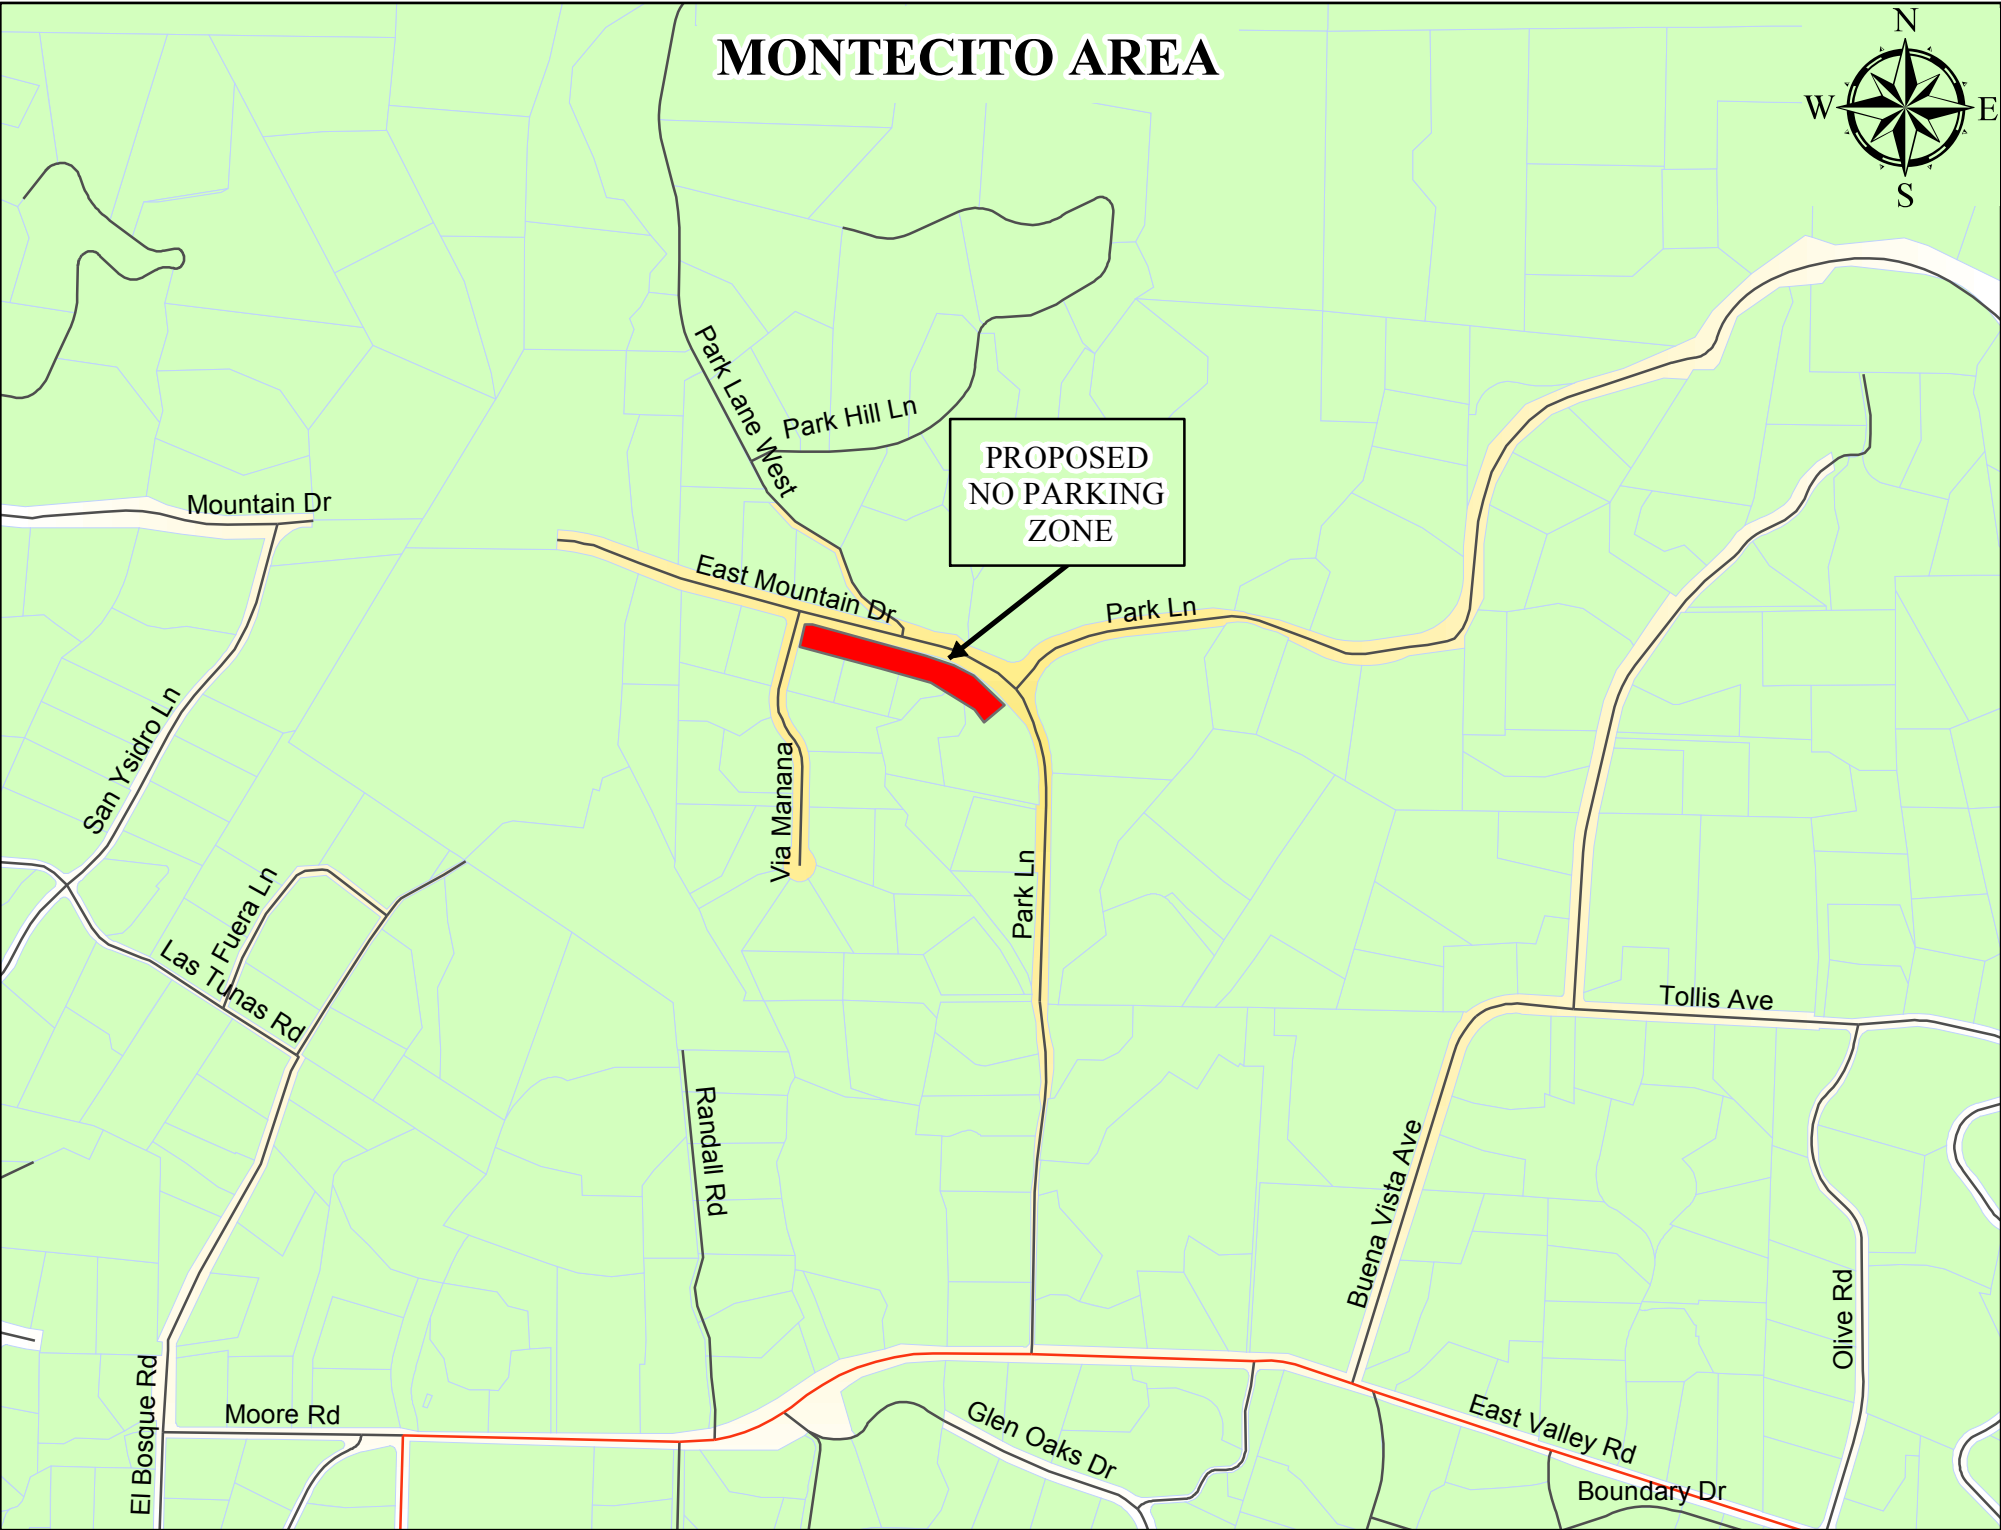 MONTECITO AREA
N
W
E
S
Park Lane West
Park Hill Ln
PROPOSED
NO PARKING
ZONE
Mountain Dr
East Mountain Dr
Park Ln
San Ysidro Ln
Via Manana
Fuera Ln
Park Ln
Las Tunas Rd
Tollis Ave
Randall Rd
Buena Vista Ave
Olive Rd
El Bosque Rd
Moore Rd
Glen Oaks Dr
East Valley Rd
Boundary Dr